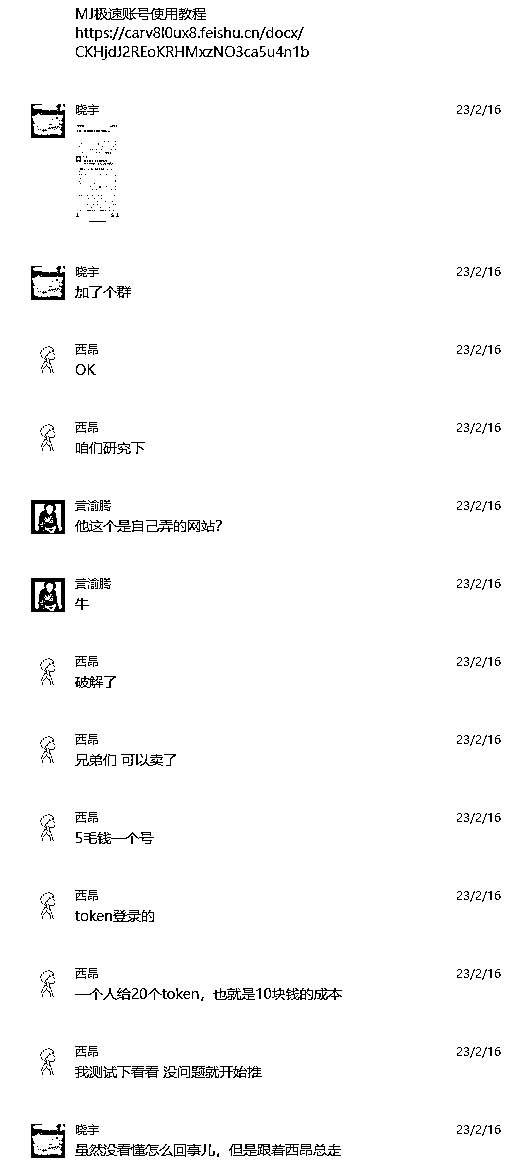 MJ极速账号使用教程
https://carv8l0ux8.feishu.cn/docx/
CKHjdJ2REoKRHMxzNO3ca5u4n1b
晓宇 23/2/16
晓宇 23/2/16
加了个群
西昂 23/2/16
OK
西昂 23/2/16
咱们研究下
黄渝腾 23/2/16
他这个是自己弄的网站？
黄渝腾 23/2/16
牛
西昂 23/2/16
破解了
西昂 23/2/16
兄弟们 可以卖了
西昂 23/2/16
5毛钱一个号
西昂 23/2/16
token登录的
西昂 23/2/16
一个人给20个token，也就是10块钱的成本
西昂 23/2/16
我测试下看看 没问题就开始推
晓宇 23/2/16
虽然没看懂怎么回事儿，但是跟着西昂总走